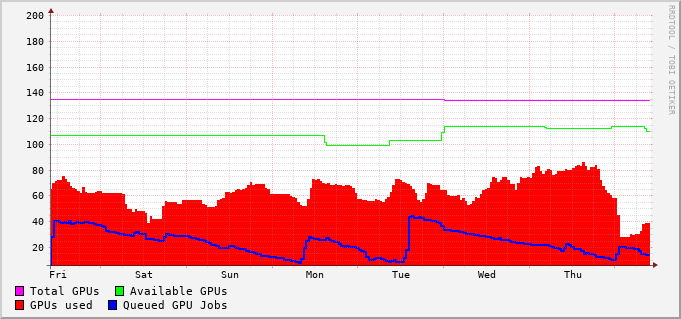 200
180
160
140
120
100
80
60
40
20
Fri Sat Sun Mon Tue Wed Thu
Total GPUs Available GPUs
GPUs used Queued GPU Jobs
RRDTOOL / TOBI OETIKER